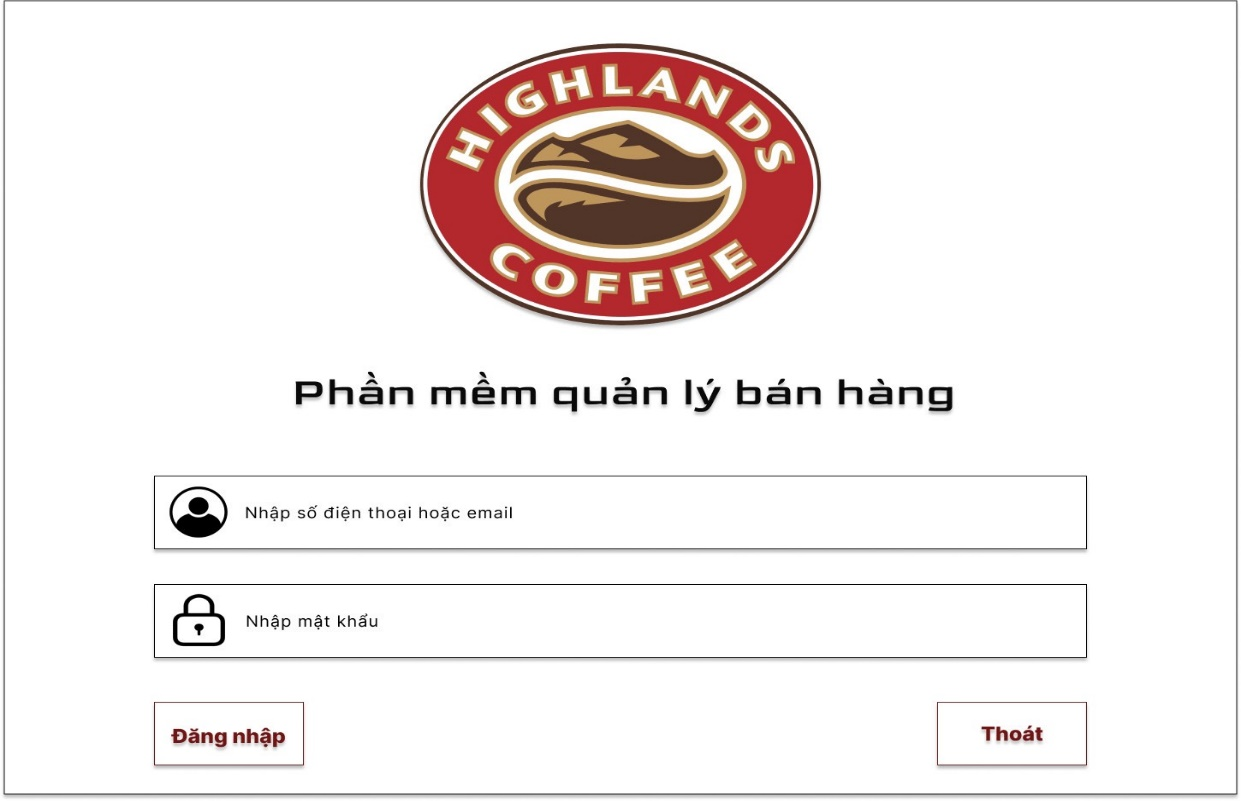 HIGHLANDS
COFFEE
Phần mềm quản lý bán hàng
Nhập số điện thoại hoặc email
Nhập mật khẩu
Đăng nhập
Thoát